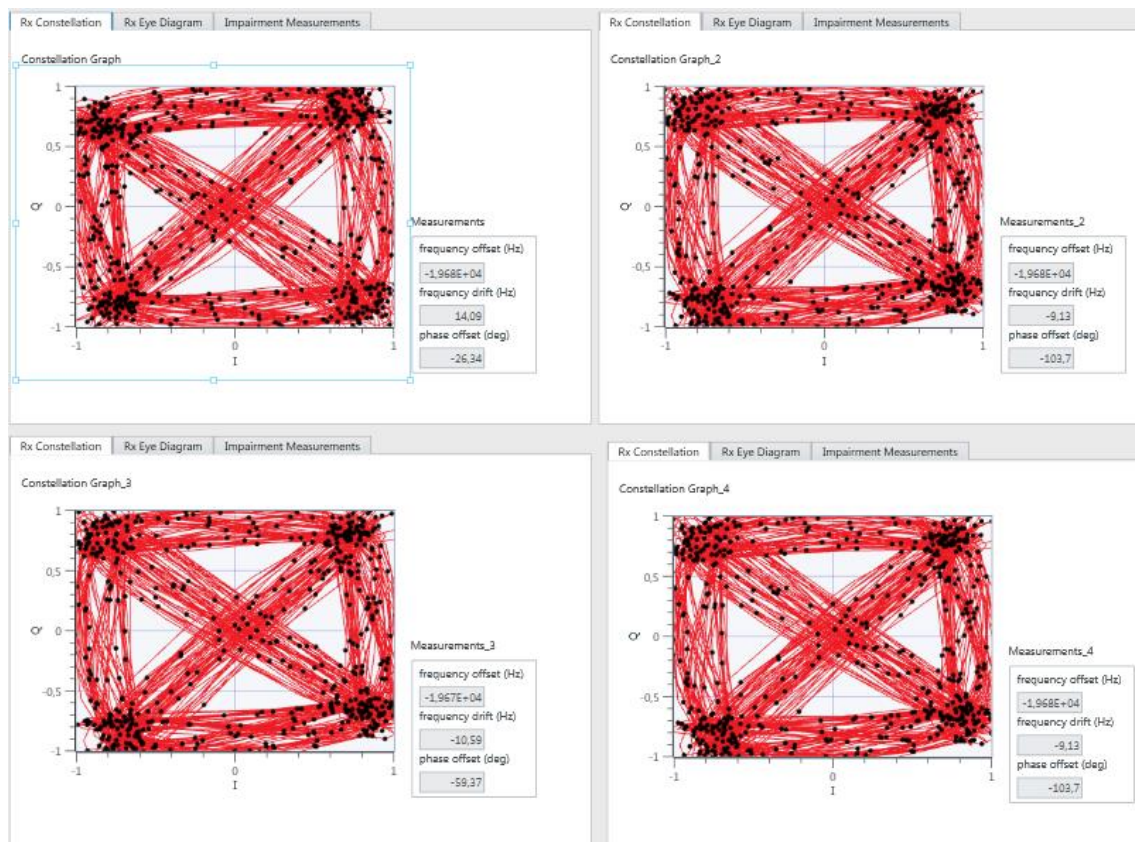 Rx Constellation Rx Eye Diagram Impairment Measurements
Constellation Graph
1
0,5
0
-0,5
-1
Q
-1 0 1
I
Measurements
frequency offset (Hz)
-1,968E+04
frequency drift (Hz)
14,09
phase offset (deg)
-26,34
Rx Constellation Rx Eye Diagram Impairment Measurements
Constellation Graph_2
1
0,5
0
-0,5
-1
Q
-1 0 1
I
Measurements_2
frequency offset (Hz)
-1,968E+04
frequency drift (Hz)
-9,13
phase offset (deg)
-103,7
Rx Constellation Rx Eye Diagram Impairment Measurements
Constellation Graph_3
1
0,5
0
-0,5
-1
Q
-1 0 1
I
Measurements_3
frequency offset (Hz)
-1,967E+04
frequency drift (Hz)
-10,59
phase offset (deg)
-59,37
Rx Constellation Rx Eye Diagram Impairment Measurements
Constellation Graph_4
1
0,5
0
-0,5
-1
Q
-1 0 1
I
Measurements_4
frequency offset (Hz)
-1,968E+04
frequency drift (Hz)
-9,13
phase offset (deg)
-103,7